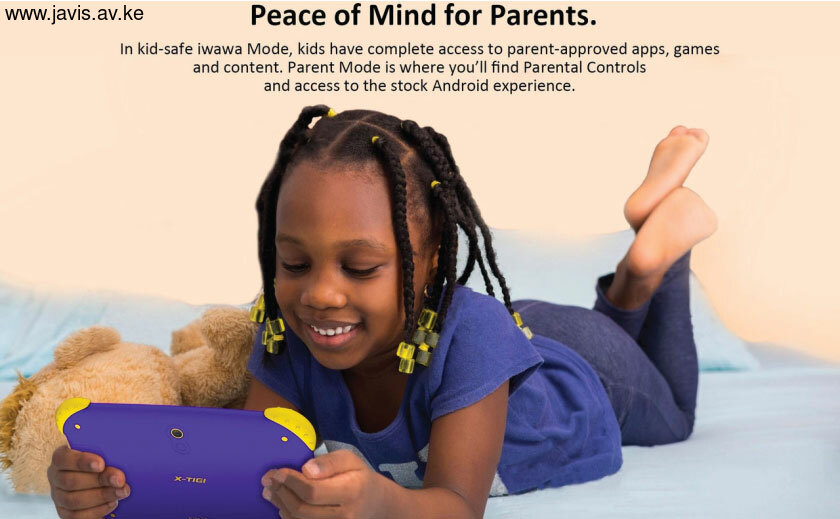 www.javis.av.ke
Peace of Mind for Parents.
In kid-safe iwawa Mode, kids have complete access to parent-approved apps, games
and content. Parent Mode is where you'll find Parental Controls
and access to the stock Android experience.
X-TIGI